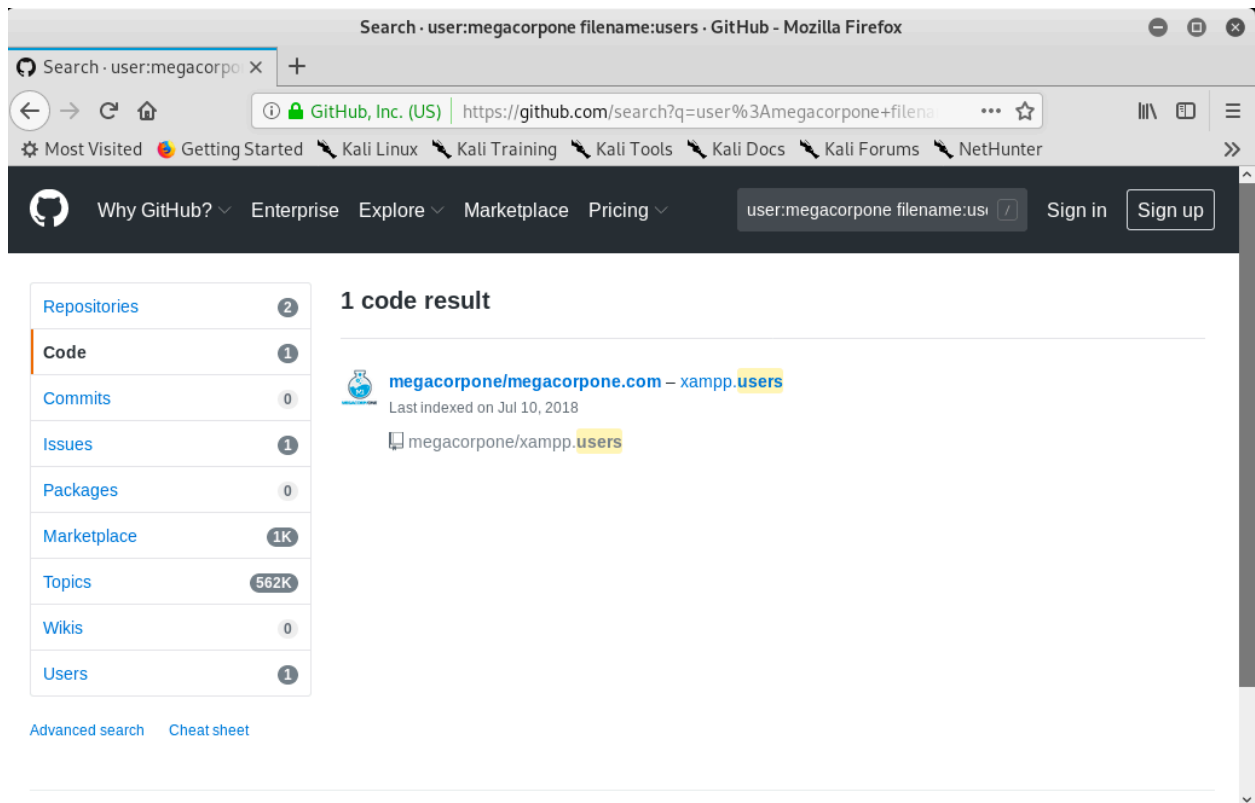 Search · user:megacorpone filename:users · GitHub - Mozilla Firefox
Search · user:megacorpo
GitHub, Inc. (US) https://github.com/search?q=user%3Amegacorpone+filena
Most Visited Getting Started Kali Linux Kali Training Kali Tools Kali Docs Kali Forums NetHunter
Why GitHub? Enterprise Explore Marketplace Pricing user:megacorpone filename:use / Sign in Sign up
Repositories 2
Code 1
Commits 0
Issues 1
Packages 0
Marketplace 1K
Topics 562K
Wikis 0
Users 1
Advanced search Cheat sheet
1 code result
megacorpone/megacorpone.com – xampp.users
Last indexed on Jul 10, 2018
megacorpone/xampp.users